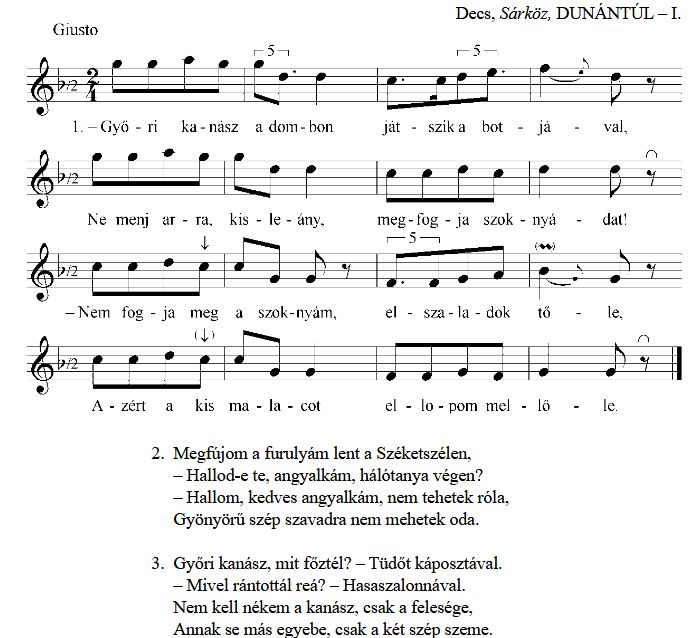 Decs, Sárköz, DUNÁNTÚL – I.
Giusto
5 5
1. – Győ - ri ka - nász a dom - bon ját - szik a bot - já - val,
Ne menj ar - ra, kis - le - ány, meg - fog - ja szok - nyá - dat!
5
– Nem fog - ja meg a szok - nyám, el - sza - la - dok tő - le,
A - zért a kis ma - la - cot el - lo - pom mel - lő - le.
2. Megfújom a furulyám lent a Széketszélen,
– Hallod-e te, angyalkám, hálótanya végen?
– Hallom, kedves angyalkám, nem tehetek róla,
Gyönyörű szép szavadra nem mehetek oda.
3. Győri kanász, mit főztél? – Tüdőt káposztával.
– Mivel rántottál reá? – Hasaszalonnával.
Nem kell nékem a kanász, csak a felesége,
Annak se más egyebe, csak a két szép szeme.